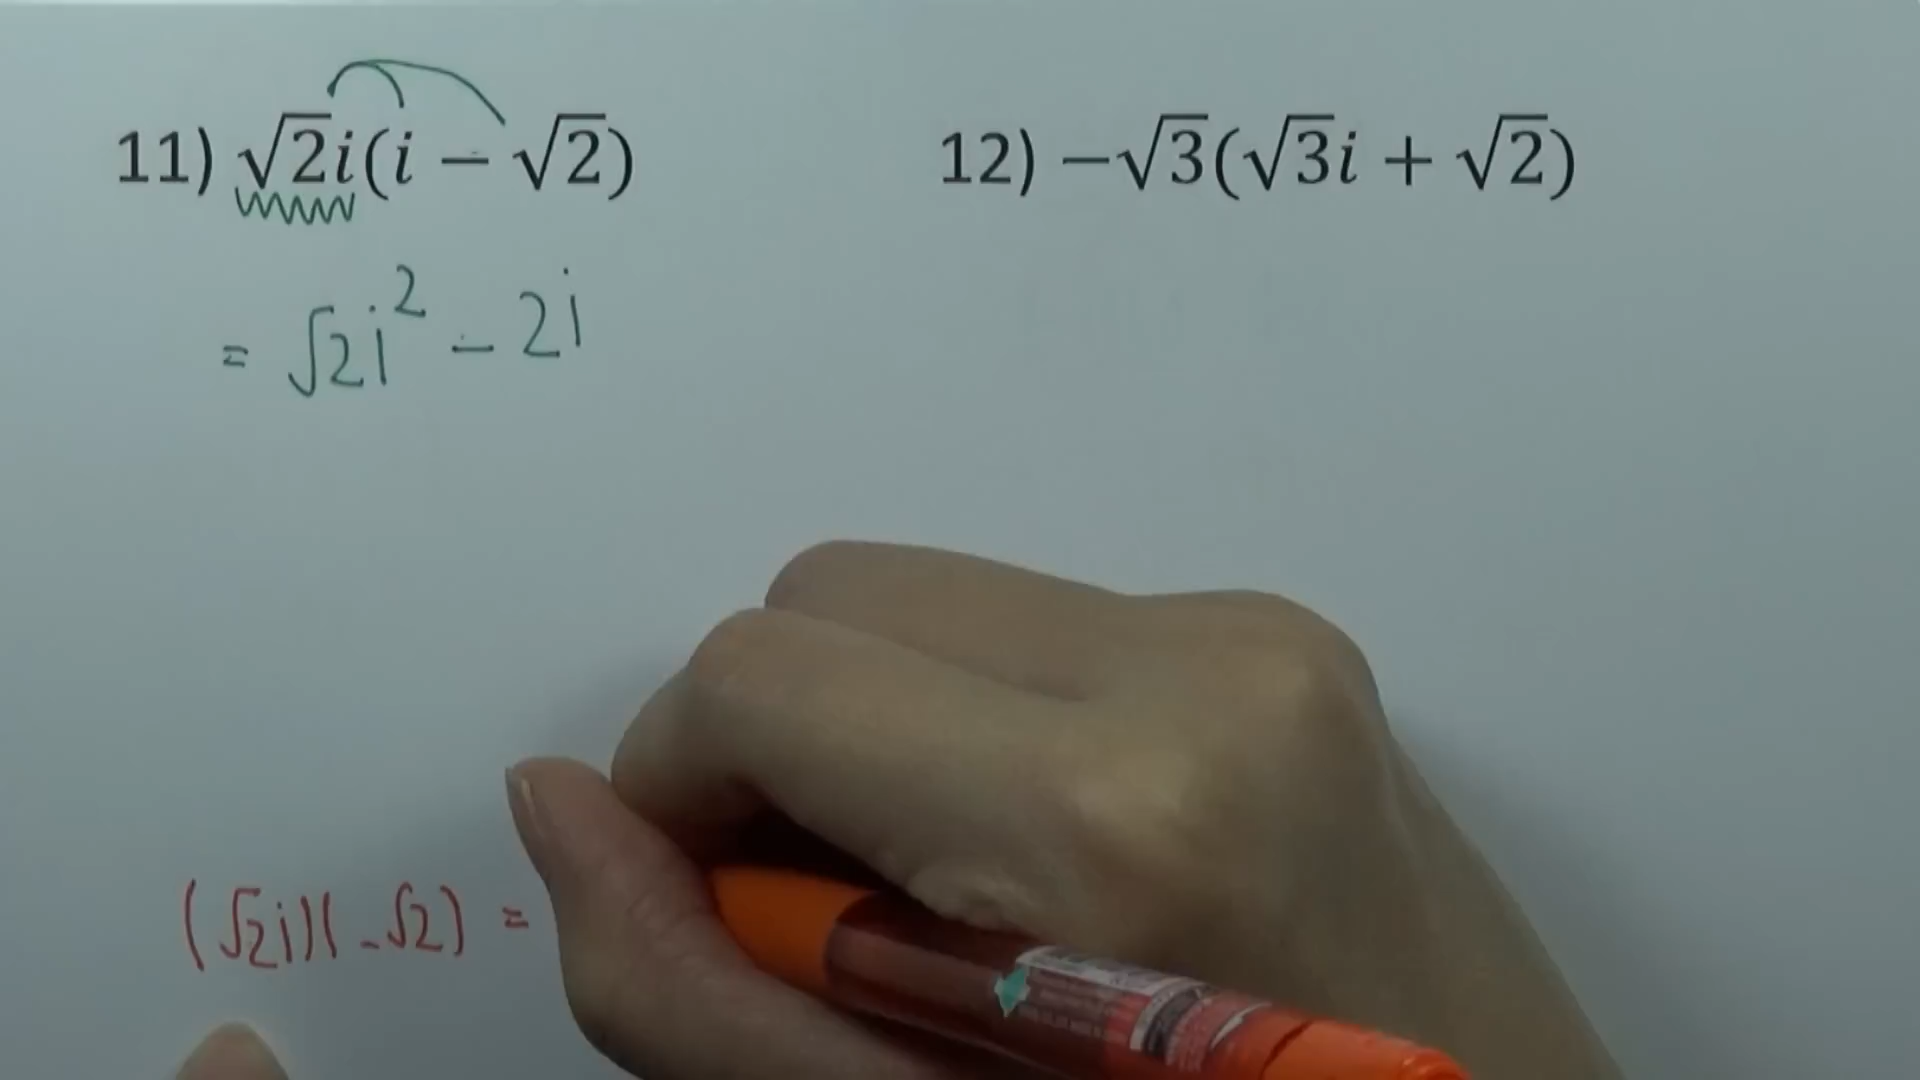 11) √2i(i − √2)
= √2i² − 2i
12) −√3(√3i + √2)
(√2i)(-√2) =